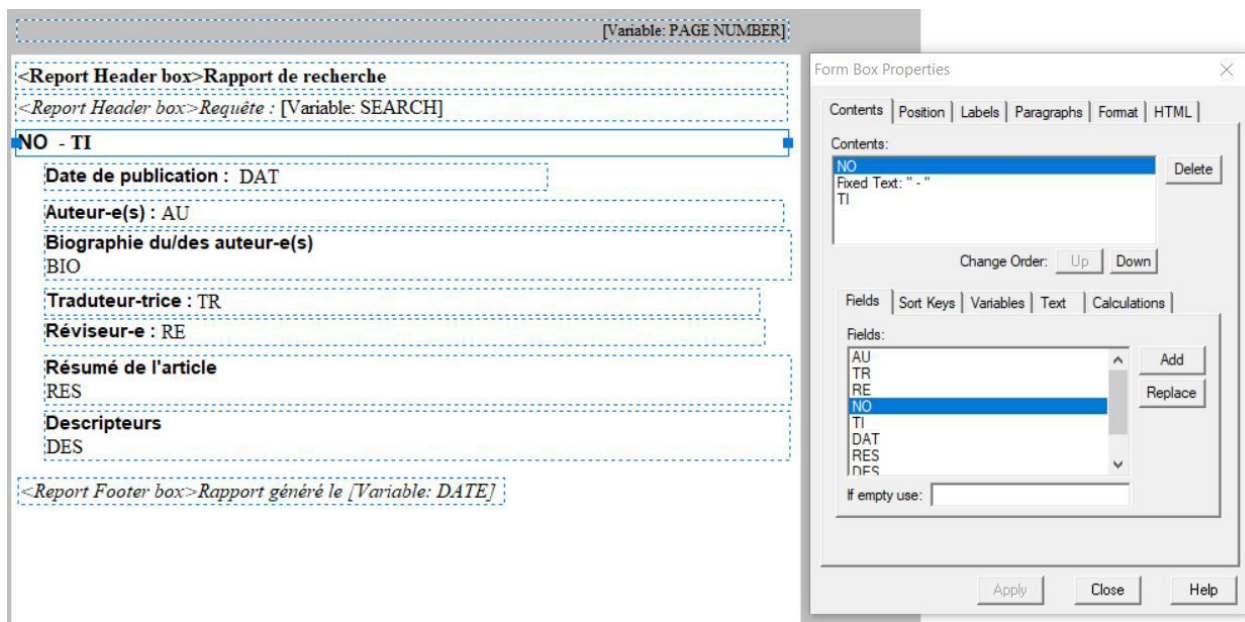 [Variable: PAGE NUMBER]
<Report Header box>Rapport de recherche
<Report Header box>Requête : [Variable: SEARCH]
NO - TI
Date de publication : DAT
Auteur-e(s) : AU
Biographie du/des auteur-e(s)
BIO
Traduteur-trice : TR
Réviseur-e : RE
Résumé de l'article
RES
Descripteurs
DES
<Report Footer box>Rapport généré le [Variable: DATE]
Form Box Properties
Contents Position Labels Paragraphs Format HTML
Contents:
NO
Fixed Text: " - "
TI
Delete
Change Order: Up Down
Fields Sort Keys Variables Text Calculations
Fields:
AU
TR
RE
NO
TI
DAT
RES
DES
Add
Replace
If empty use:
Apply Close Help